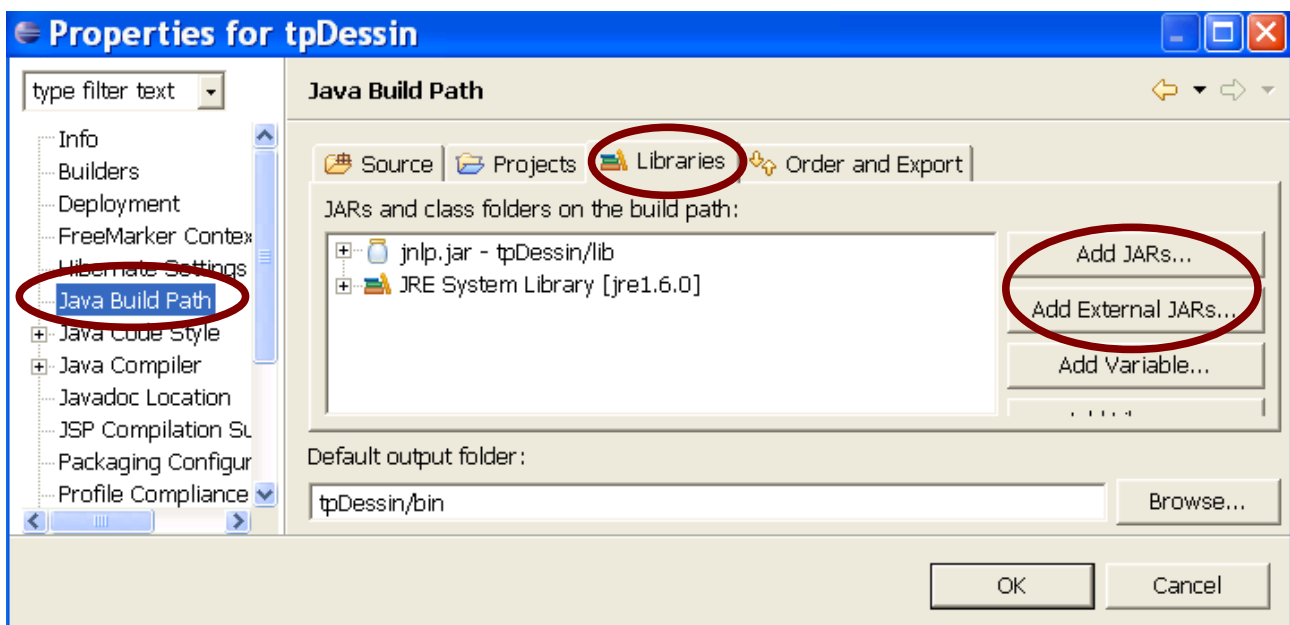 Properties for tpDessin
type filter text
Info
Builders
Deployment
FreeMarker Contex
Hibernate Settings
Java Build Path
Java Code Style
Java Compiler
Javadoc Location
JSP Compilation Su
Packaging Configur
Profile Compliance
Java Build Path
Source Projects Libraries Order and Export
JARs and class folders on the build path:
jnlp.jar - tpDessin/lib
JRE System Library [jre1.6.0]
Add JARs...
Add External JARs...
Add Variable...
Default output folder:
tpDessin/bin
Browse...
OK Cancel